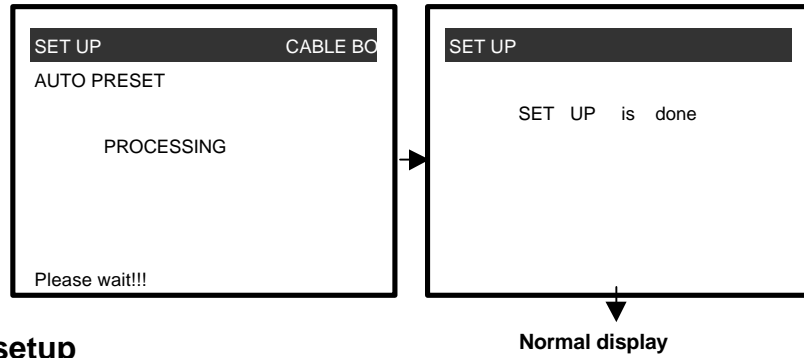 SET UP CABLE BO
AUTO PRESET
PROCESSING
Please wait!!!
SET UP
SET UP is done
Normal display
setup